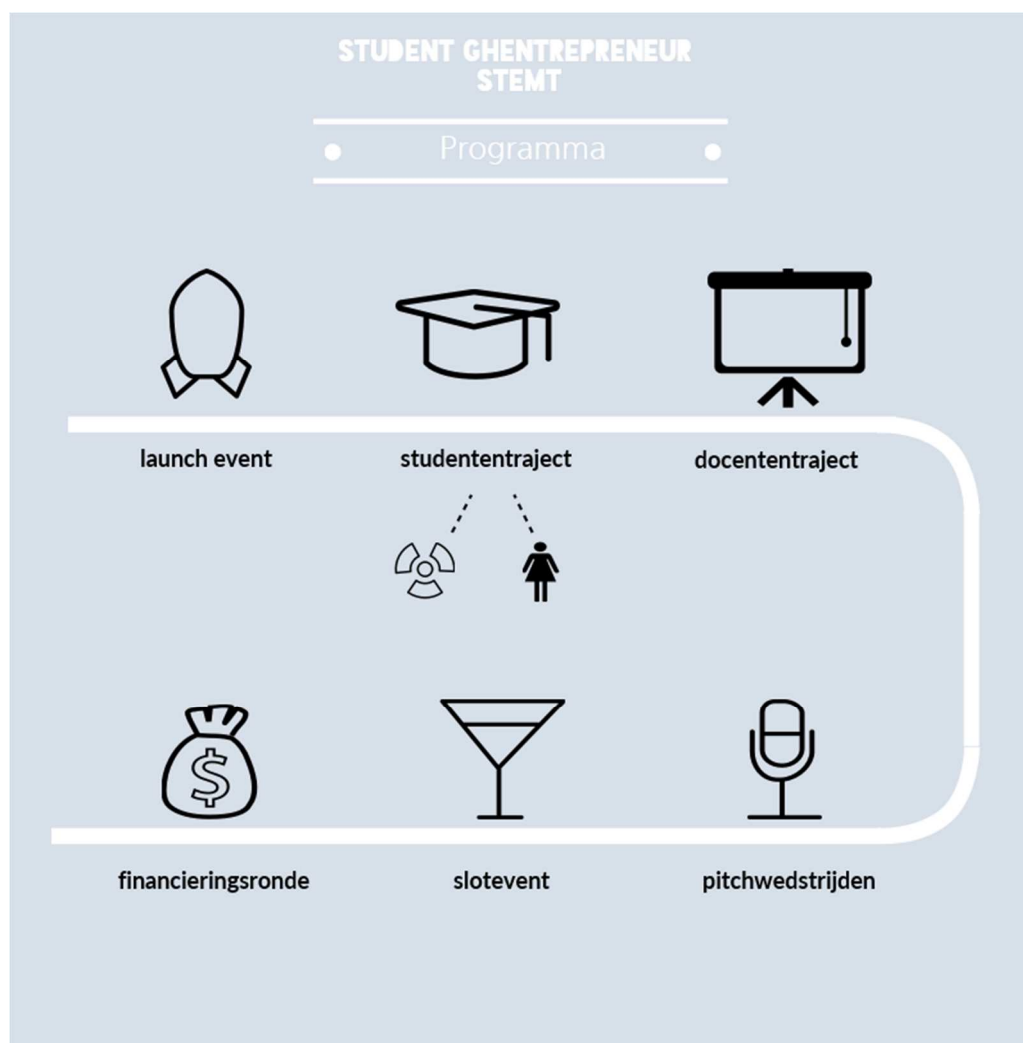 STUDENT GHENTREPRENEUR
STEMT
Programma
launch event
studententraject
docententraject
financieringsronde
slotevent
pitchwedstrijden